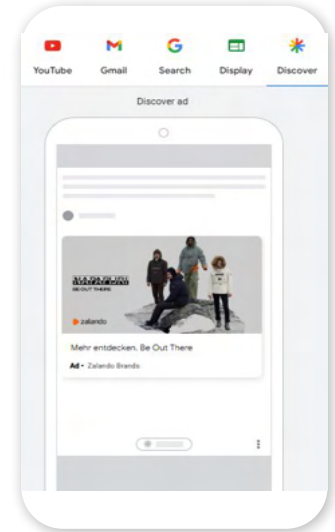 YouTube Gmail Search Display Discover
Discover ad
NAPAPIJRI
BE OUT THERE
zalando
Mehr entdecken. Be Out There
Ad • Zalando Brands